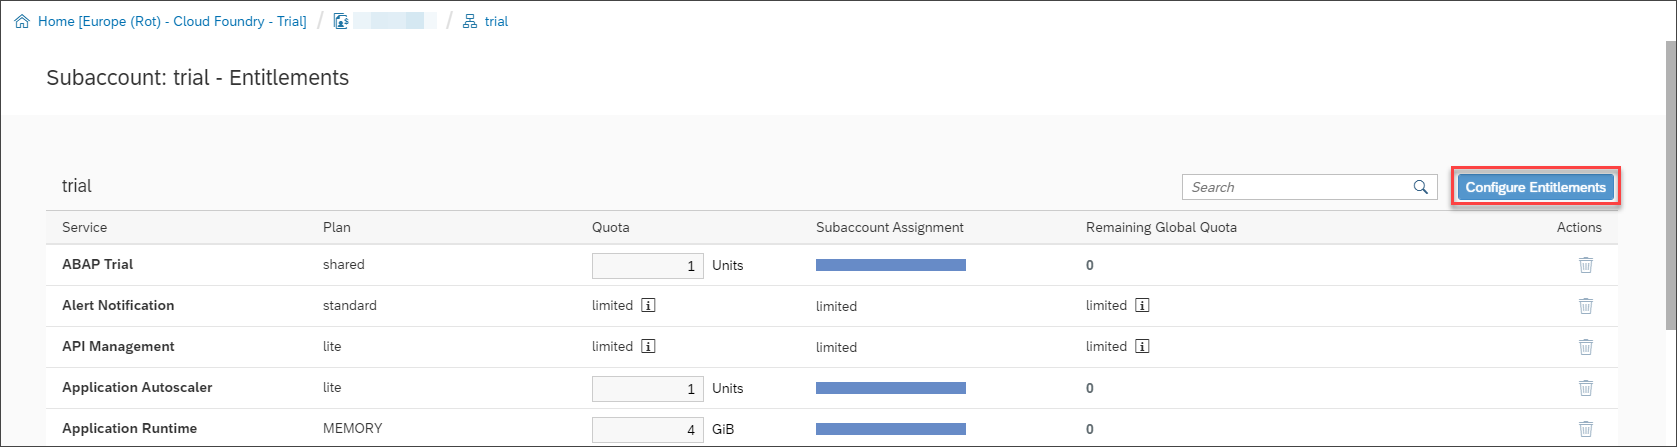 Home [Europe (Rot) - Cloud Foundry - Trial] / / trial
Subaccount: trial - Entitlements
trial Search Configure Entitlements
Service Plan Quota Subaccount Assignment Remaining Global Quota Actions
ABAP Trial shared 1 Units 0
Alert Notification standard limited limited limited
API Management lite limited limited limited
Application Autoscaler lite 1 Units 0
Application Runtime MEMORY 4 GiB 0